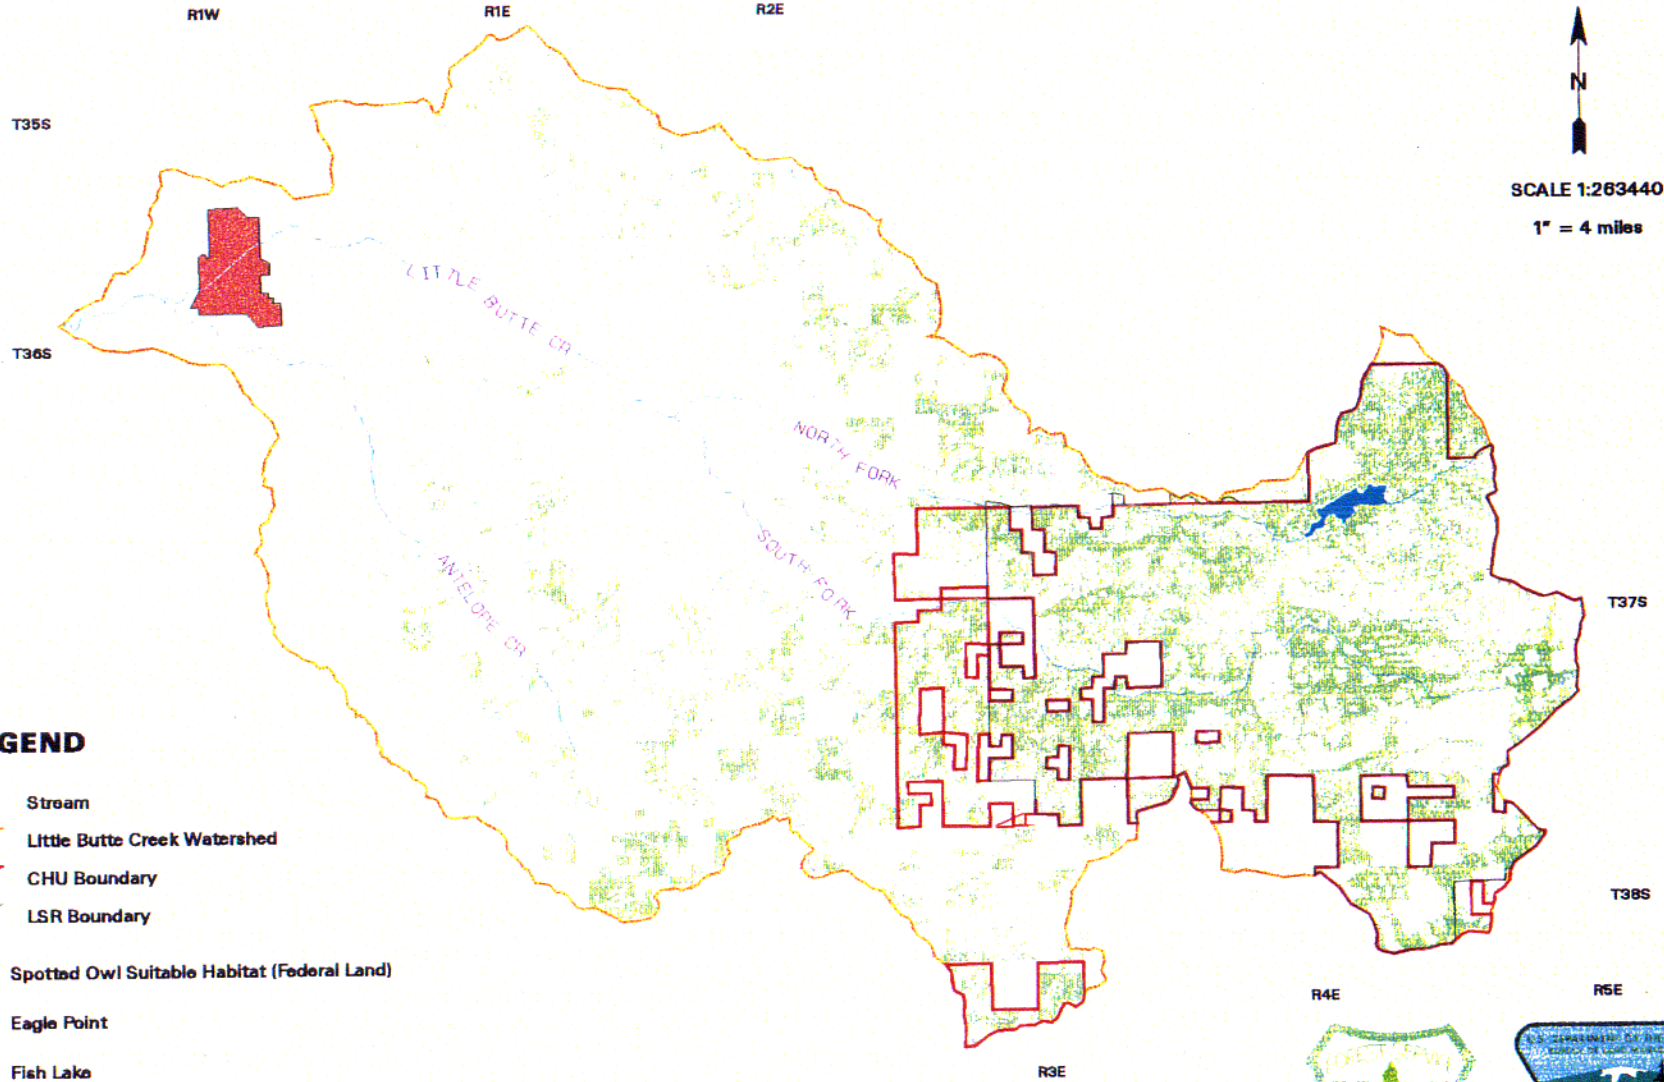 R1W
R1E
R2E
T35S
N
SCALE 1:263440
1" = 4 miles
LITTLE BUTTE CR
T36S
NORTH FORK
SOUTH FORK
ANTELOPE CR
T37S
GEND
Stream
Little Butte Creek Watershed
CHU Boundary
LSR Boundary
T38S
Spotted Owl Suitable Habitat (Federal Land)
R4E
R5E
Eagle Point
Fish Lake
R3E